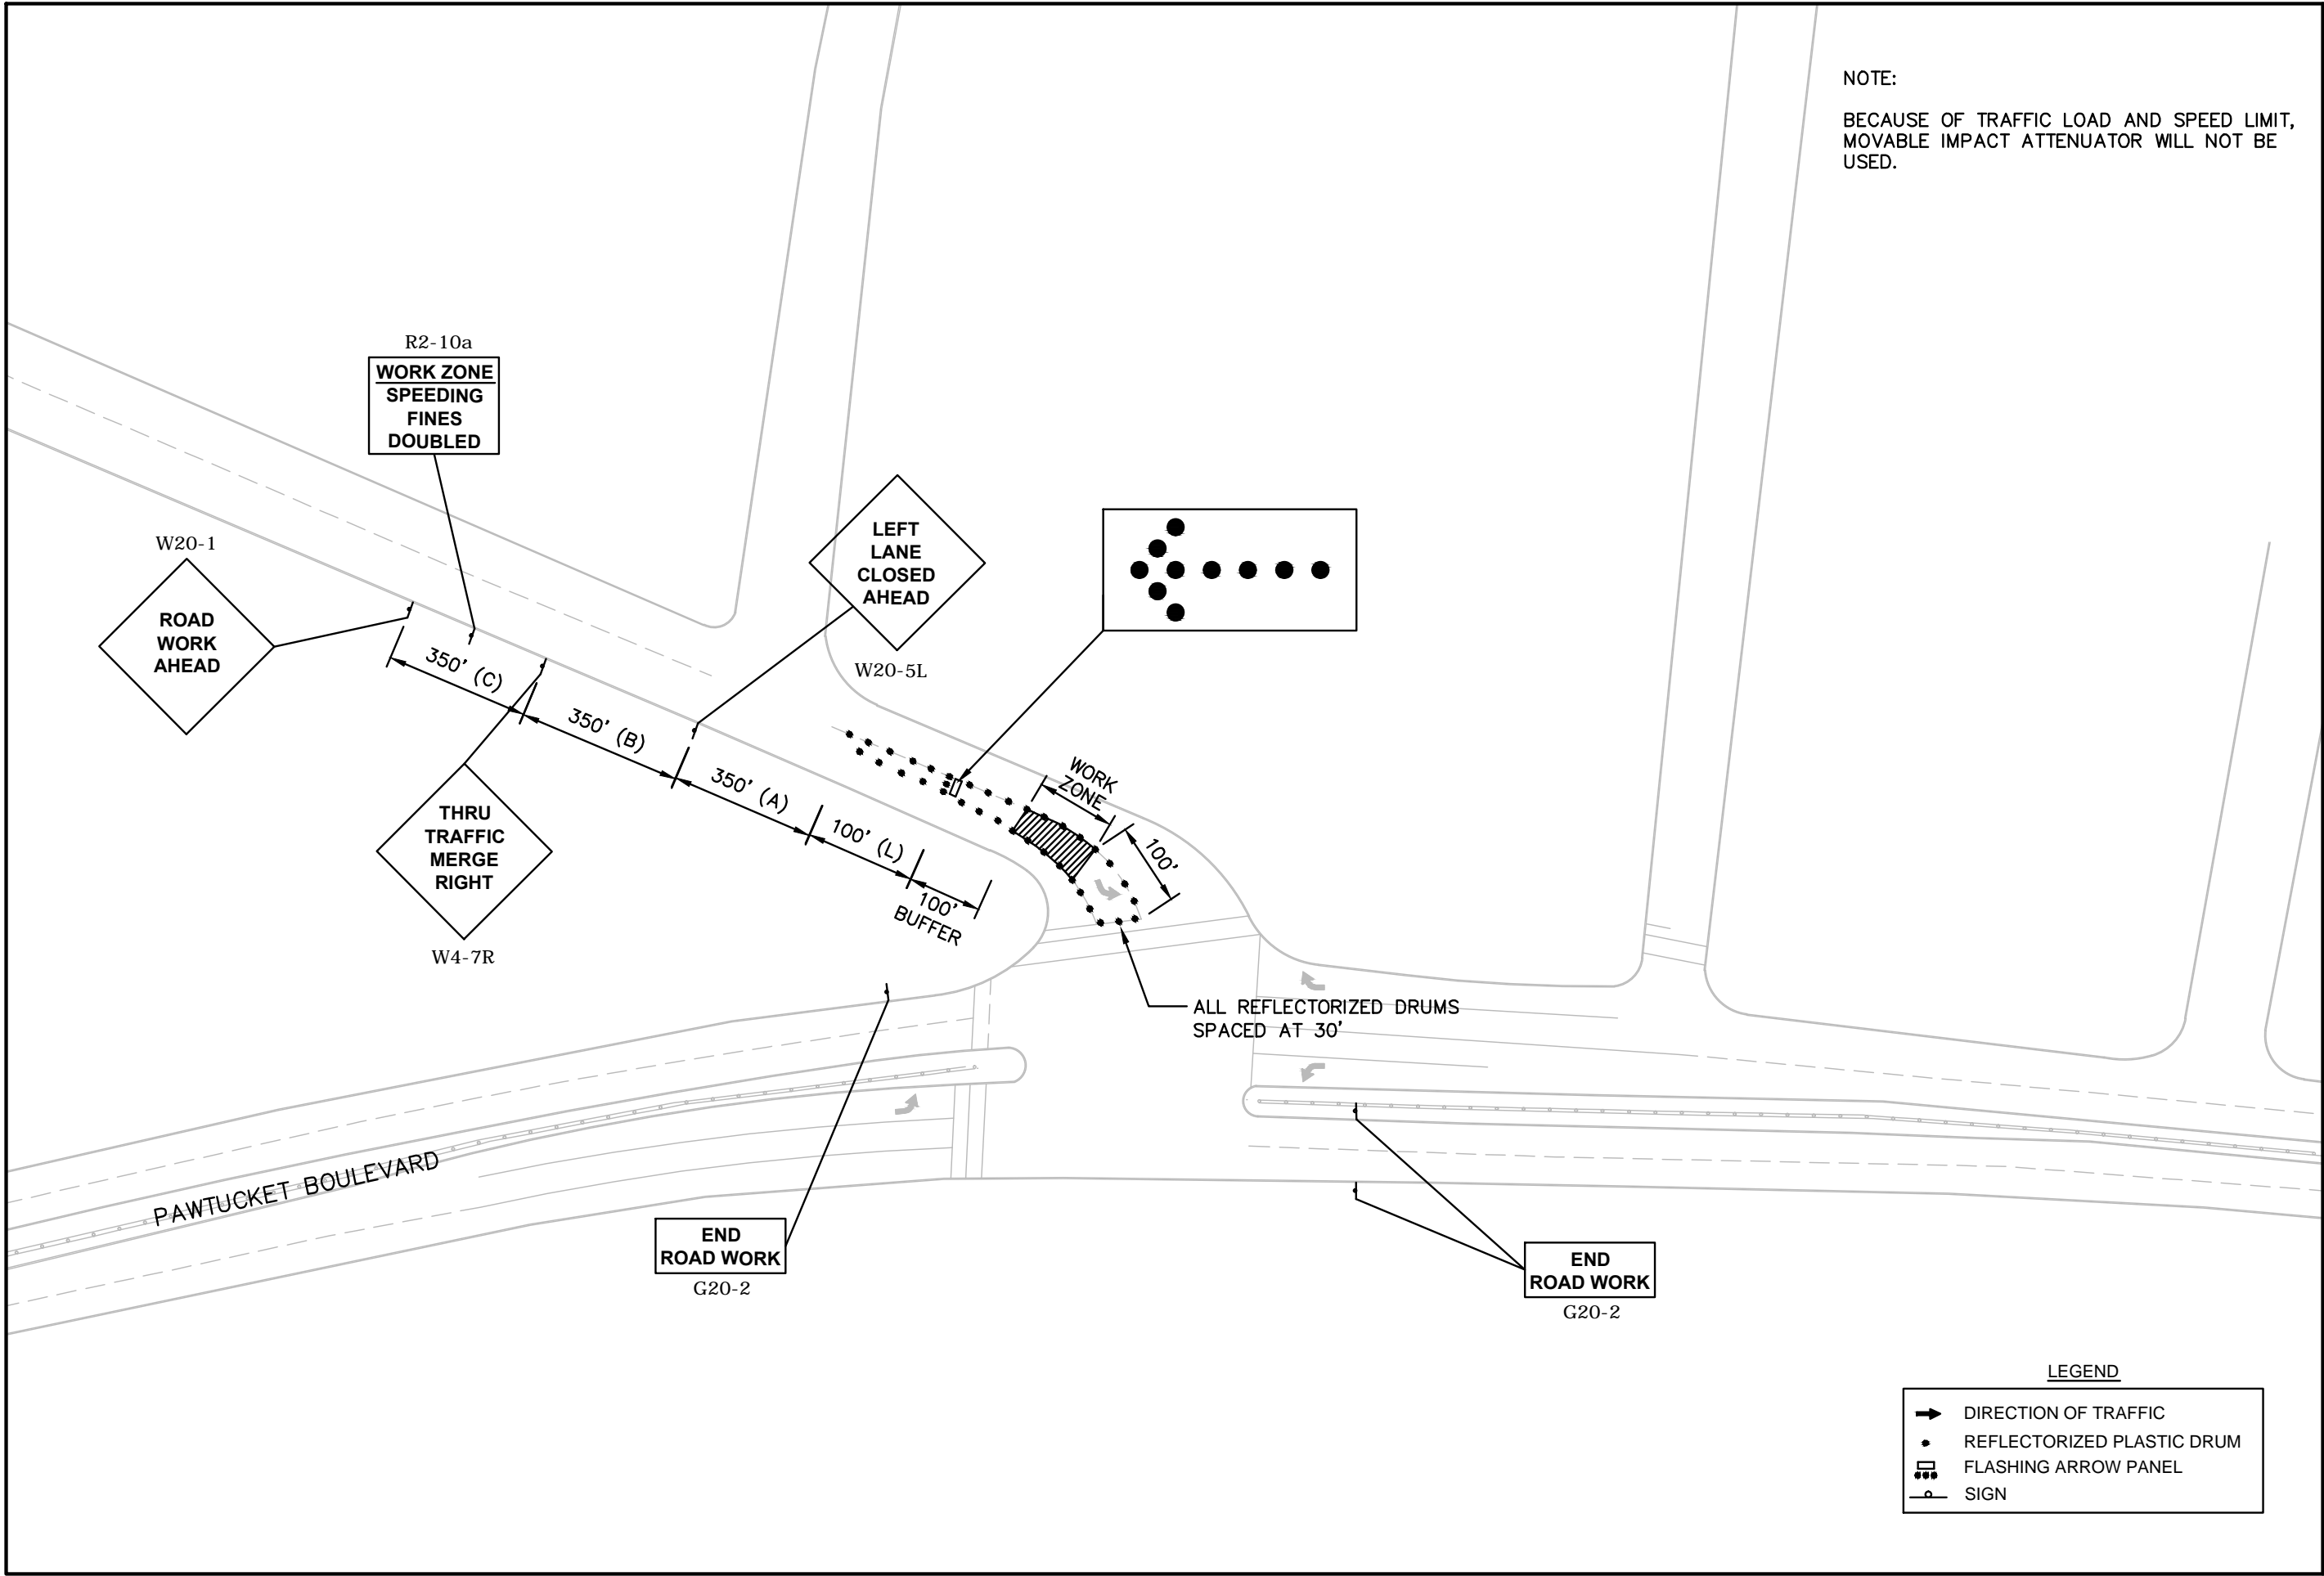 NOTE:
BECAUSE OF TRAFFIC LOAD AND SPEED LIMIT,
MOVABLE IMPACT ATTENUATOR WILL NOT BE
USED.
R2-10a
WORK ZONE
SPEEDING
FINES
DOUBLED
W20-1
ROAD
WORK
AHEAD
LEFT
LANE
CLOSED
AHEAD
W20-5L
350' (C)
350' (B)
350' (A)
100' (L)
100'
BUFFER
WORK
ZONE
100'
THRU
TRAFFIC
MERGE
RIGHT
W4-7R
ALL REFLECTORIZED DRUMS
SPACED AT 30'
PAWTUCKET BOULEVARD
END
ROAD WORK
G20-2
END
ROAD WORK
G20-2
LEGEND
DIRECTION OF TRAFFIC
REFLECTORIZED PLASTIC DRUM
FLASHING ARROW PANEL
SIGN